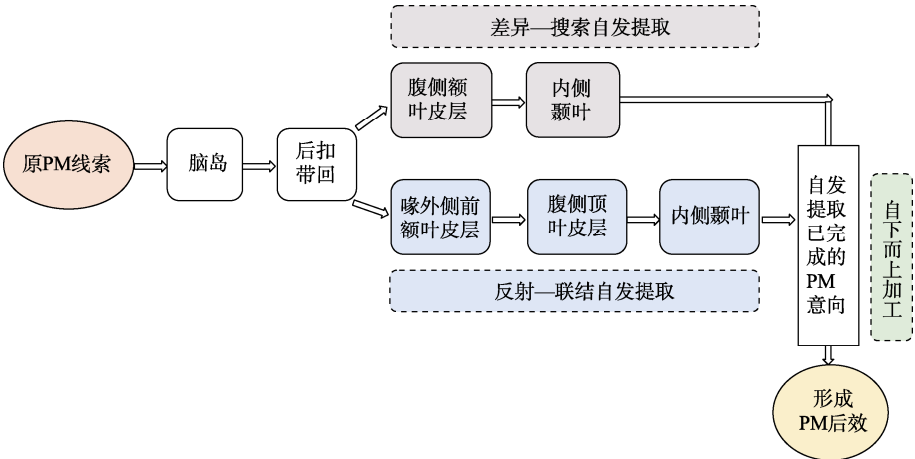 差异—搜索自发提取
腹侧额
叶皮层
内侧
颞叶
原PM线索
脑岛
后扣
带回
喙外侧前
额叶皮层
腹侧顶
叶皮层
内侧颞叶
反射—联结自发提取
自发
提取
已完
成的
PM
意向
自下而上加工
形成
PM后效